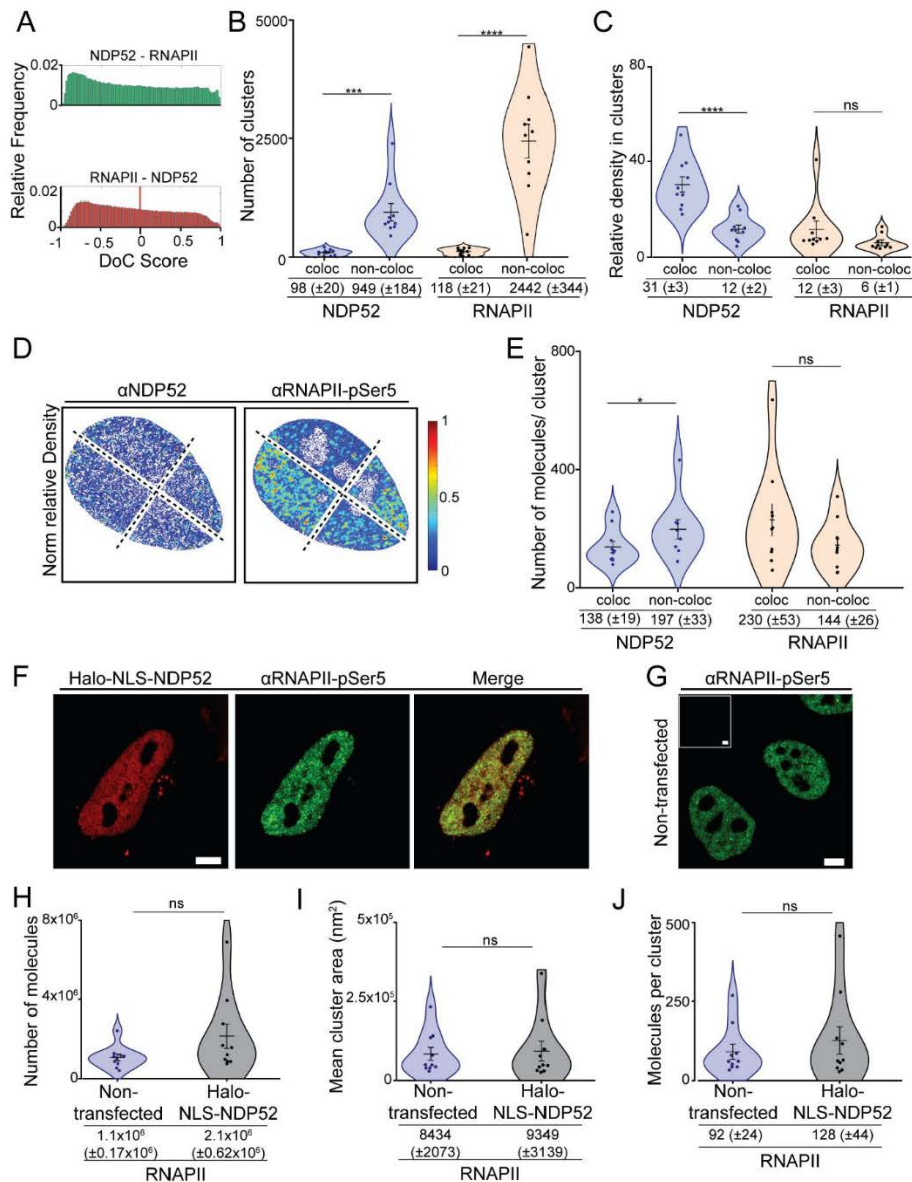 A
NDP52 - RNAPII
0.02
0
RNAPII - NDP52
0.02
0
-1 -0.5 0 0.5 1
DoC Score
Relative Frequency
B
Number of clusters
5000
2500
0
***
****
coloc non-coloc coloc non-coloc
98 (±20) 949 (±184) 118 (±21) 2442 (±344)
NDP52 RNAPII
C
Relative density in clusters
80
40
0
****
ns
coloc non-coloc coloc non-coloc
31 (±3) 12 (±2) 12 (±3) 6 (±1)
NDP52 RNAPII
D
αNDP52 αRNAPII-pSer5
Norm relative Density
1
0.5
0
E
Number of molecules/ cluster
800
400
0
*
ns
coloc non-coloc coloc non-coloc
138 (±19) 197 (±33) 230 (±53) 144 (±26)
NDP52 RNAPII
F
Halo-NLS-NDP52 αRNAPII-pSer5 Merge
G
αRNAPII-pSer5
Non-transfected
H
Number of molecules
8x10⁶
4x10⁶
0
ns
Non-
transfected
Halo-
NLS-NDP52
1.1x10⁶
(±0.17x10⁶)
2.1x10⁶
(±0.62x10⁶)
RNAPII
I
Mean cluster area (nm²)
5x10⁵
2.5x10⁵
0
ns
Non-
transfected
Halo-
NLS-NDP52
8434
(±2073)
9349
(±3139)
RNAPII
J
Molecules per cluster
500
250
0
ns
Non-
transfected
Halo-
NLS-NDP52
92 (±24) 128 (±44)
RNAPII